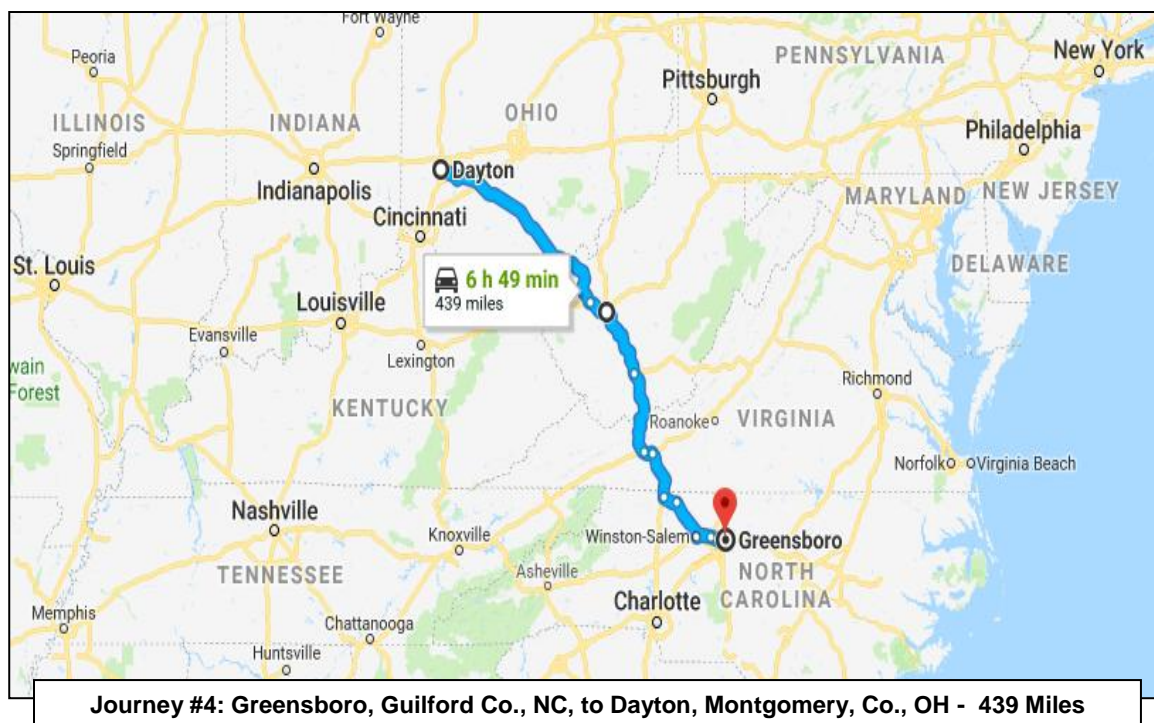 Fort Wayne
Peoria
PENNSYLVANIA
New York
Pittsburgh
OHIO
ILLINOIS
INDIANA
Philadelphia
Springfield
Dayton
Indianapolis
MARYLAND
NEW JERSEY
Cincinnati
St. Louis
DELAWARE
6 h 49 min
439 miles
Louisville
Evansville
Lexington
wain
Forest
Richmond
KENTUCKY
Roanoke
VIRGINIA
Norfolk
Virginia Beach
Nashville
Knoxville
Winston-Salem
Greensboro
TENNESSEE
Asheville
NORTH
CAROLINA
Charlotte
Memphis
Chattanooga
Huntsville
Journey #4: Greensboro, Guilford Co., NC, to Dayton, Montgomery, Co., OH - 439 Miles